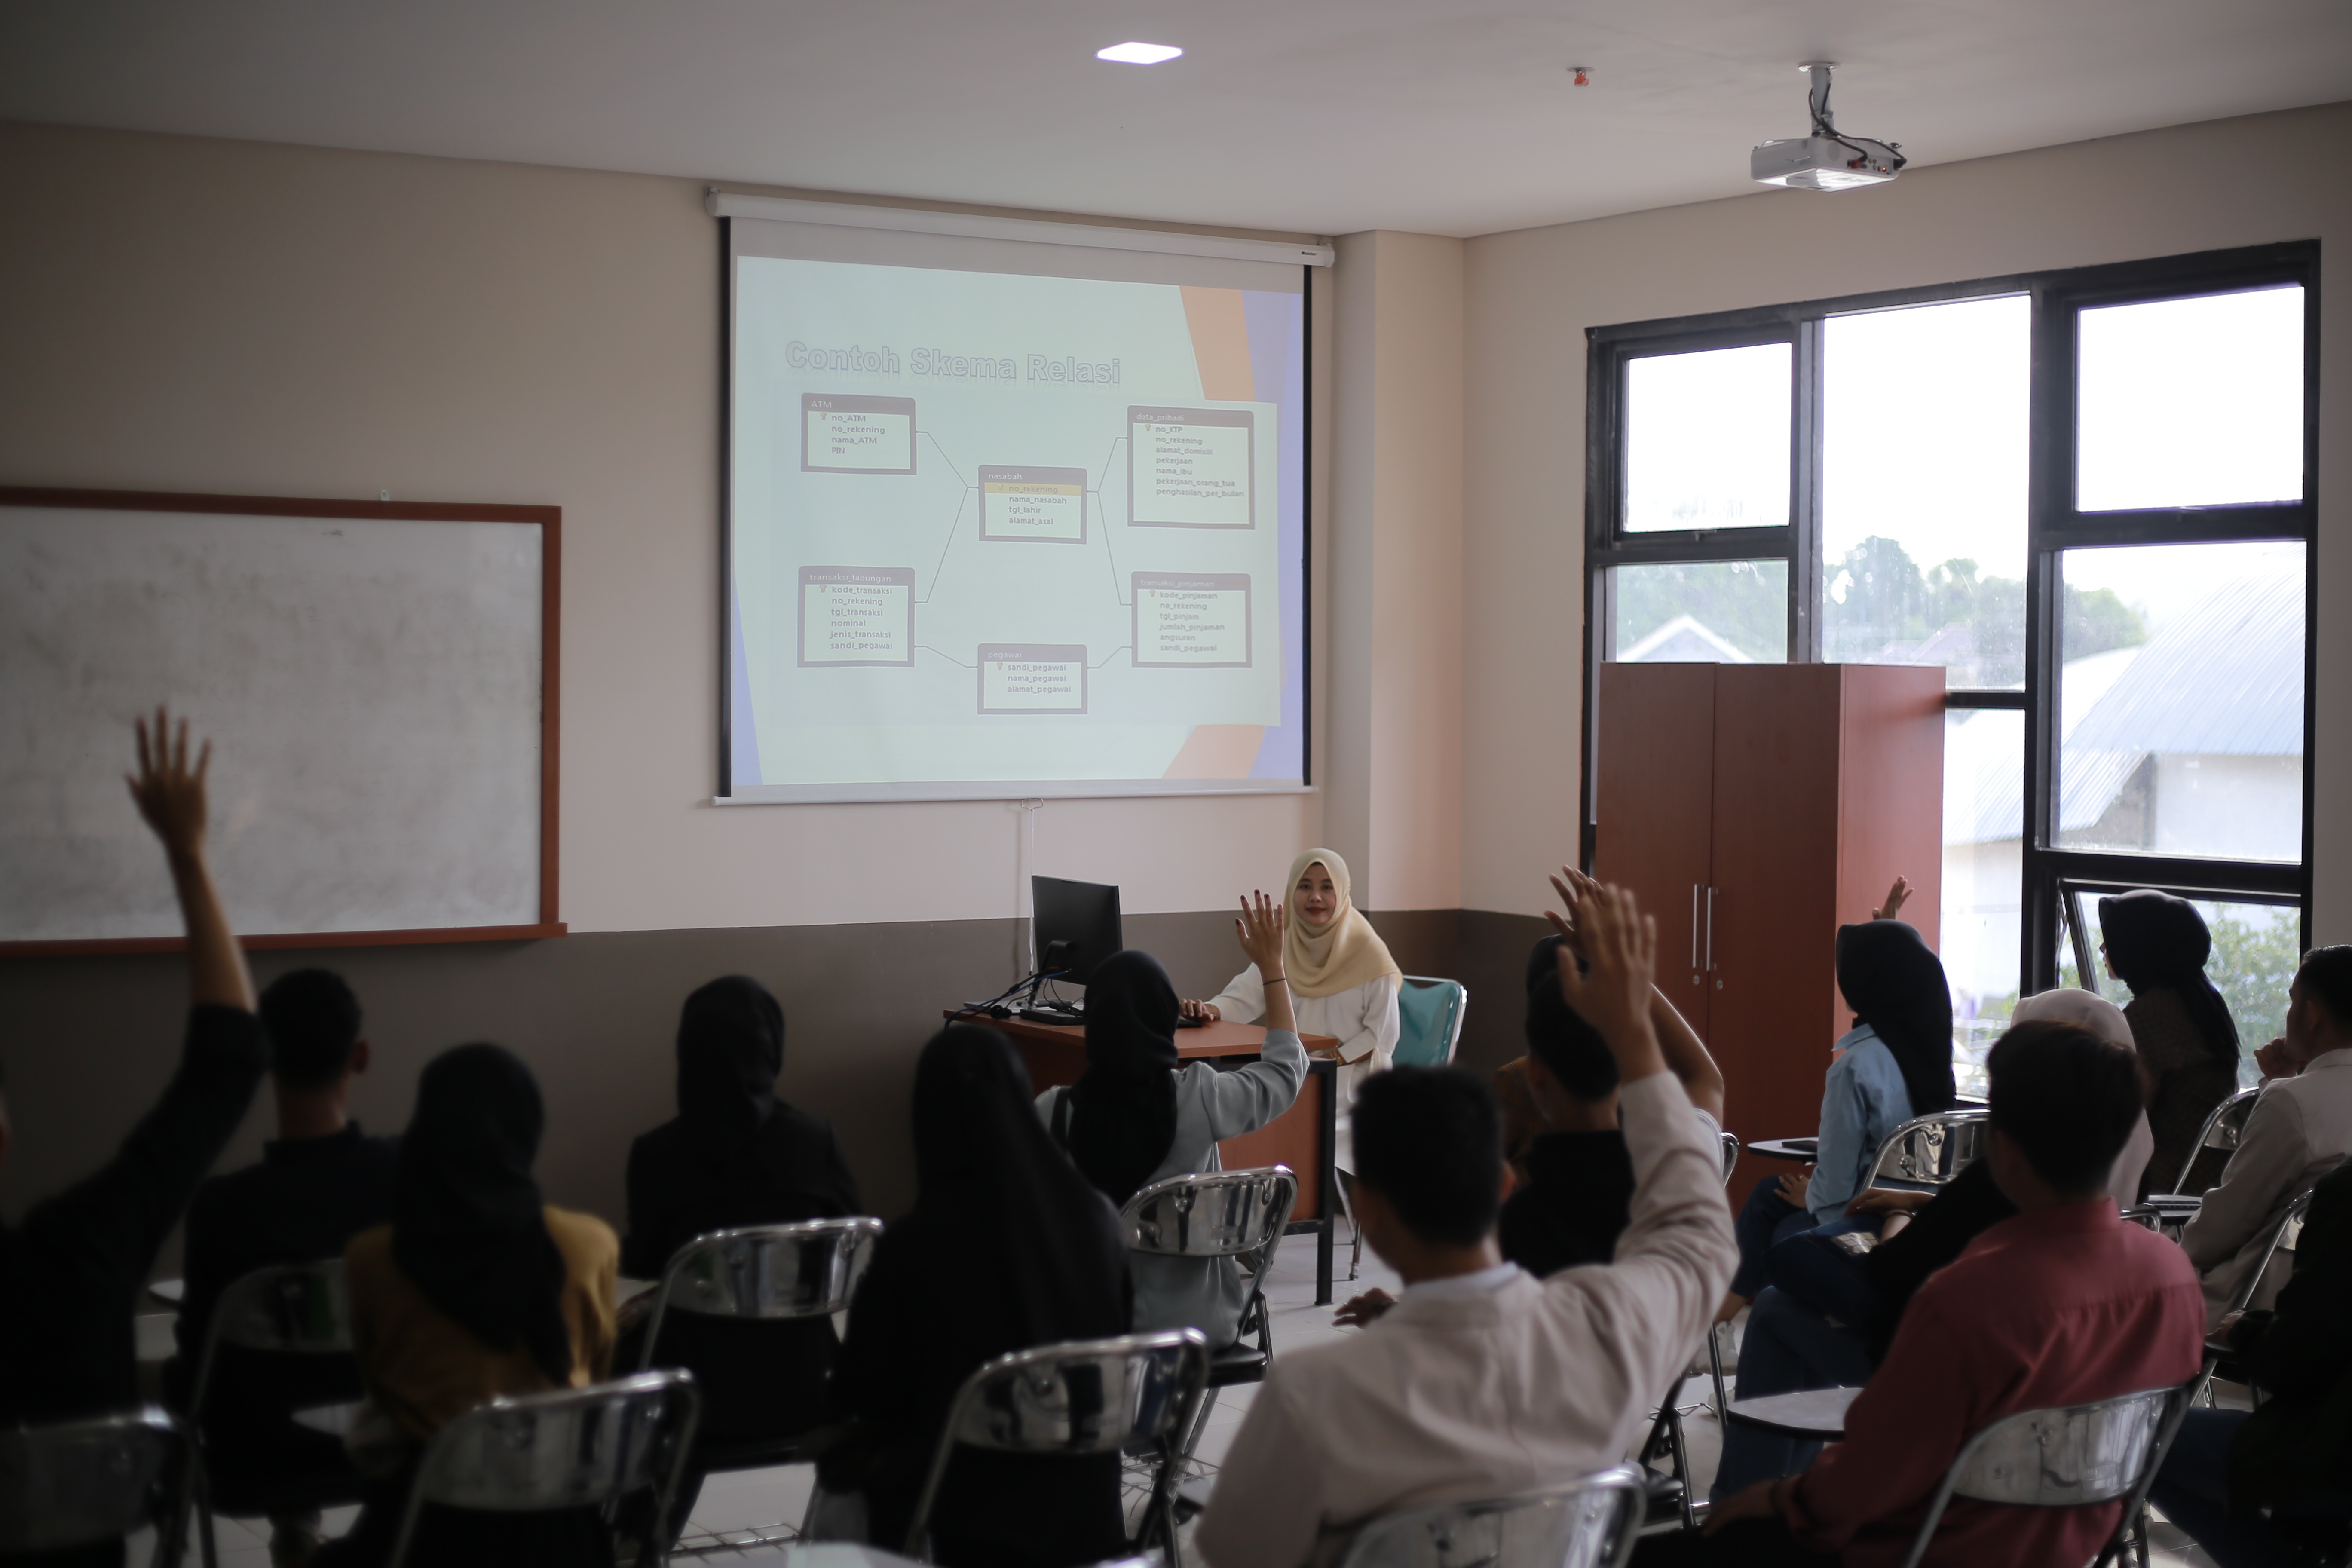 Contoh Skema Relasi
ATM
no_ATM
no_rekening
nama_ATM
PIN
data_pribadi
no_KTP
no_rekening
alamat_domisili
pekerjaan
nama_ibu
pekerjaan_orang_tua
penghasilan_per_bulan
nasabah
no_rekening
nama_nasabah
tgl_lahir
alamat_asal
transaksi_tabungan
kode_transaksi
no_rekening
tgl_transaksi
nominal
jenis_transaksi
sandi_pegawai
transaksi_pinjaman
kode_pinjaman
no_rekening
tgl_pinjam
jumlah_pinjaman
angsuran
sandi_pegawai
pegawai
sandi_pegawai
nama_pegawai
alamat_pegawai